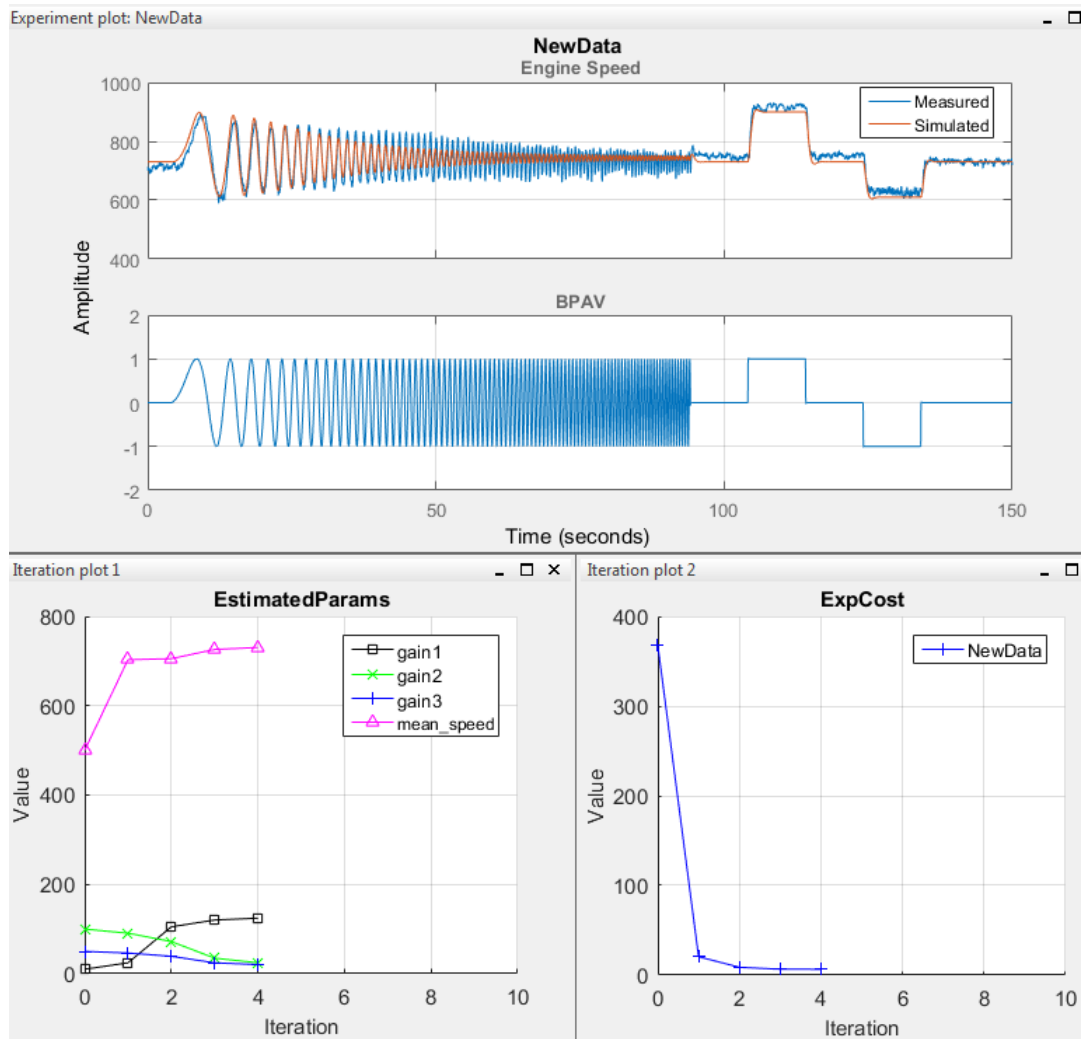 Experiment plot: NewData
NewData
Engine Speed
1000
800
600
400
Measured
Simulated
Amplitude
BPAV
2
1
0
-1
-2
0 50 100 150
Time (seconds)
Iteration plot 1
EstimatedParams
800
600
400
200
0
Value
gain1
gain2
gain3
mean_speed
0 2 4 6 8 10
Iteration
Iteration plot 2
ExpCost
400
300
200
100
0
Value
NewData
0 2 4 6 8 10
Iteration